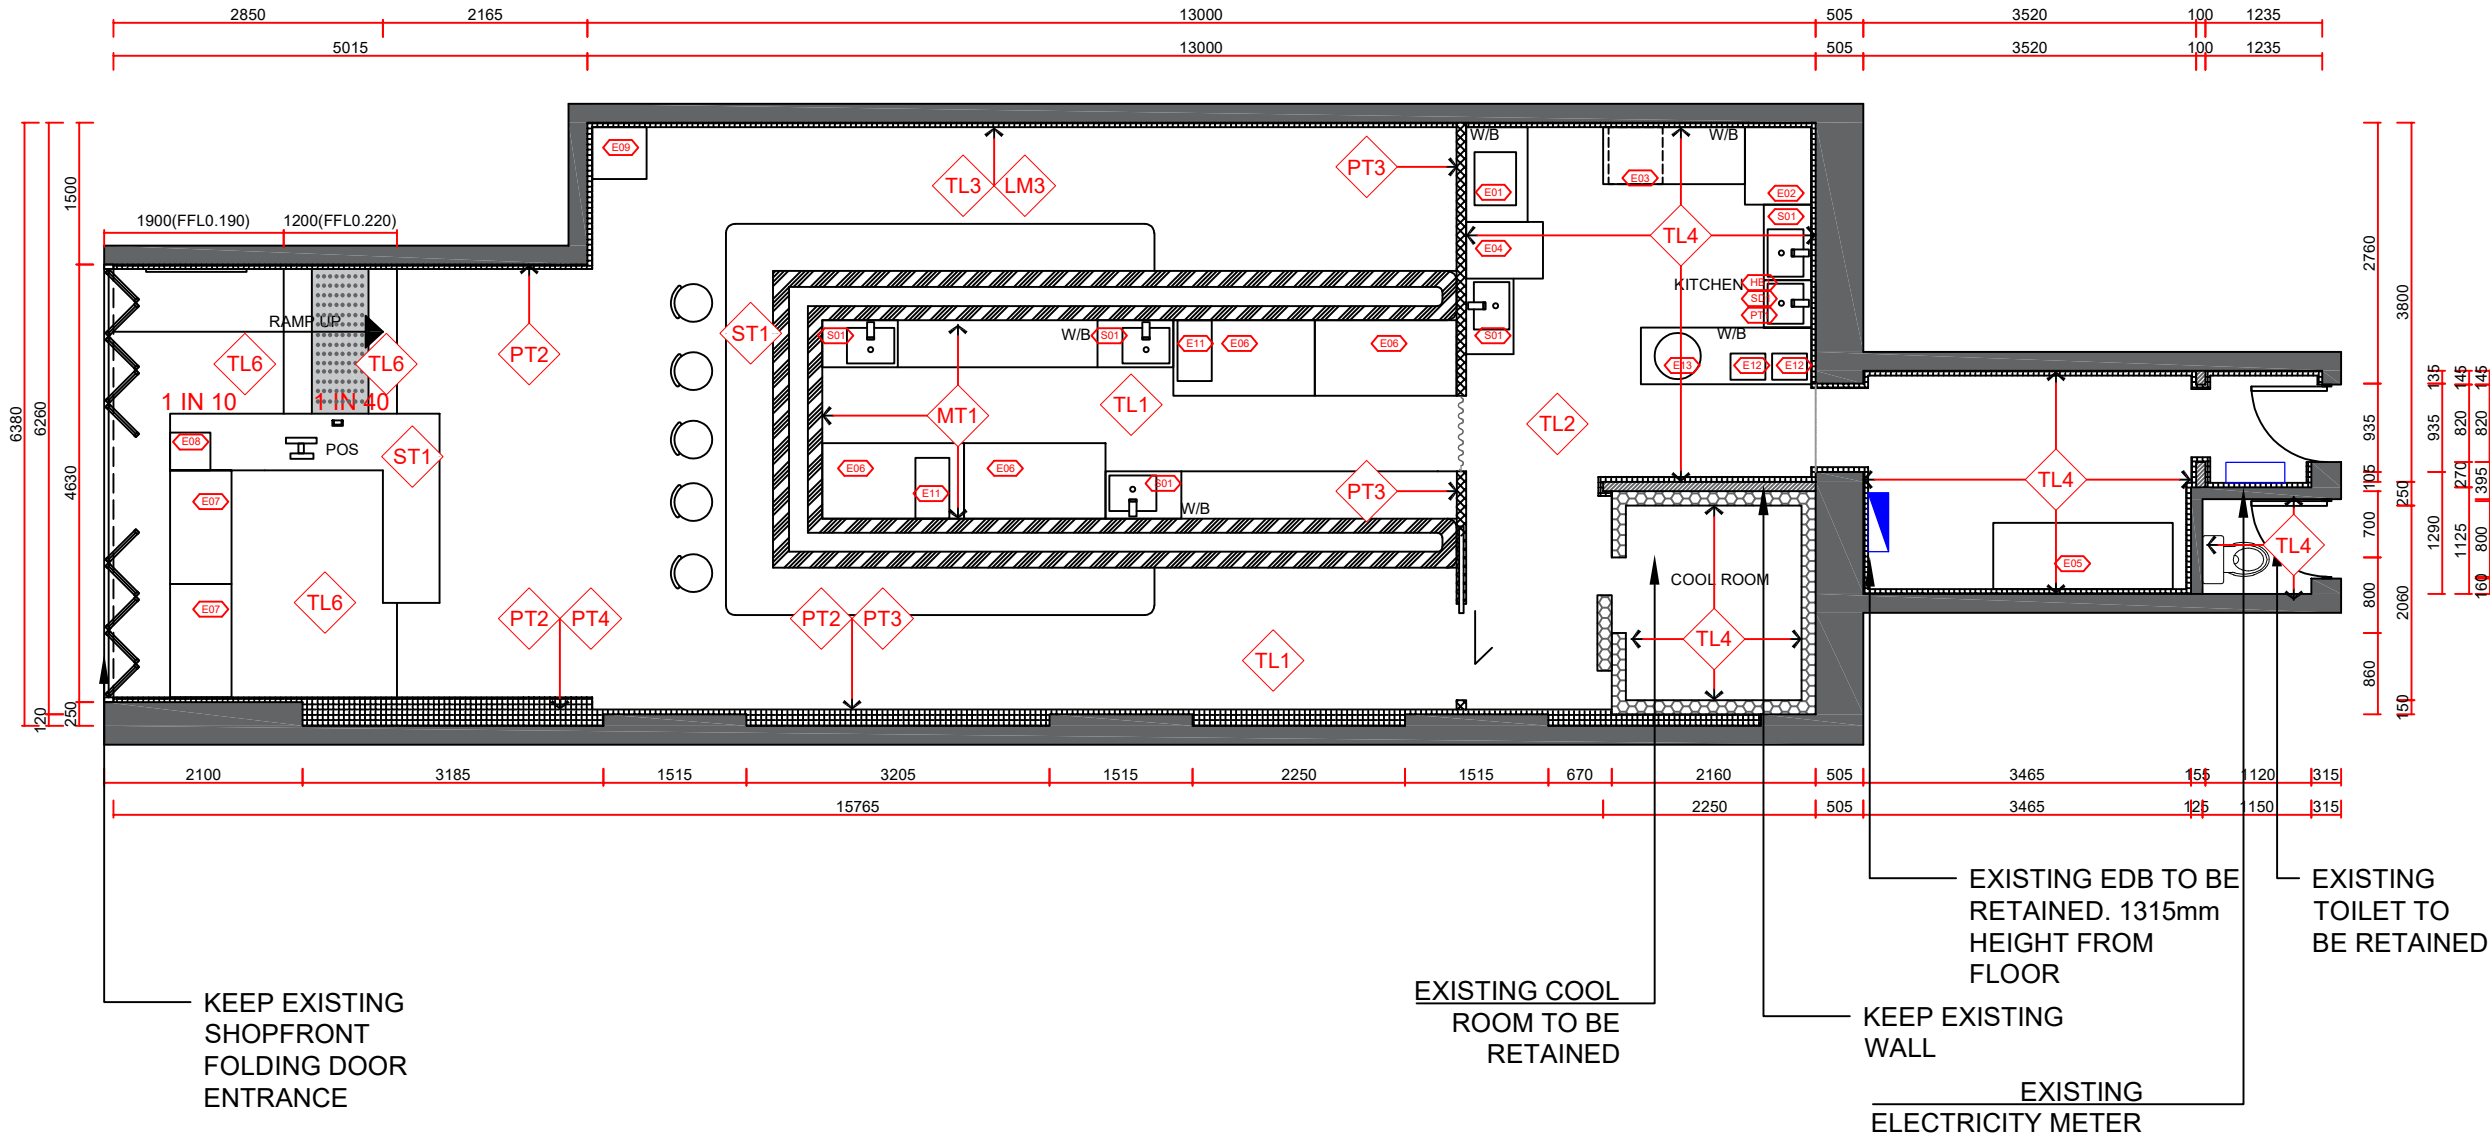 2850
2165
13000
505
3520
100
1235
5015
13000
505
3520
100
1235
6380
6260
120
1500
4630
250
1900(FFL0.190)
1200(FFL0.220)
E09
TL3
LM3
PT3
W/B
W/B
E01
E03
E02
S01
E04
TL4
KITCHEN
HB
SD
PT
S01
W/B
E13
E12
E12
RAMP UP
TL6
TL6
PT2
ST1
S01
W/B
S01
E11
E06
E06
1 IN 10
1 IN 40
MT1
TL1
TL2
E08
POS
ST1
E07
E06
E11
E06
S01
W/B
PT3
TL4
COOL ROOM
E05
TL4
E07
TL6
PT2
PT4
PT2
PT3
TL1
TL4
2760
935
105
700
800
860
3800
250
2060
150
135
935
1290
145
820
270
1125
145
820
395
800
160
2100
3185
1515
3205
1515
2250
1515
670
2160
505
3465
155
1120
315
15765
2250
505
3465
125
1150
315
EXISTING EDB TO BE
RETAINED. 1315mm
HEIGHT FROM
FLOOR
EXISTING
TOILET TO
BE RETAINED
KEEP EXISTING
SHOPFRONT
FOLDING DOOR
ENTRANCE
EXISTING COOL
ROOM TO BE
RETAINED
KEEP EXISTING
WALL
EXISTING
ELECTRICITY METER